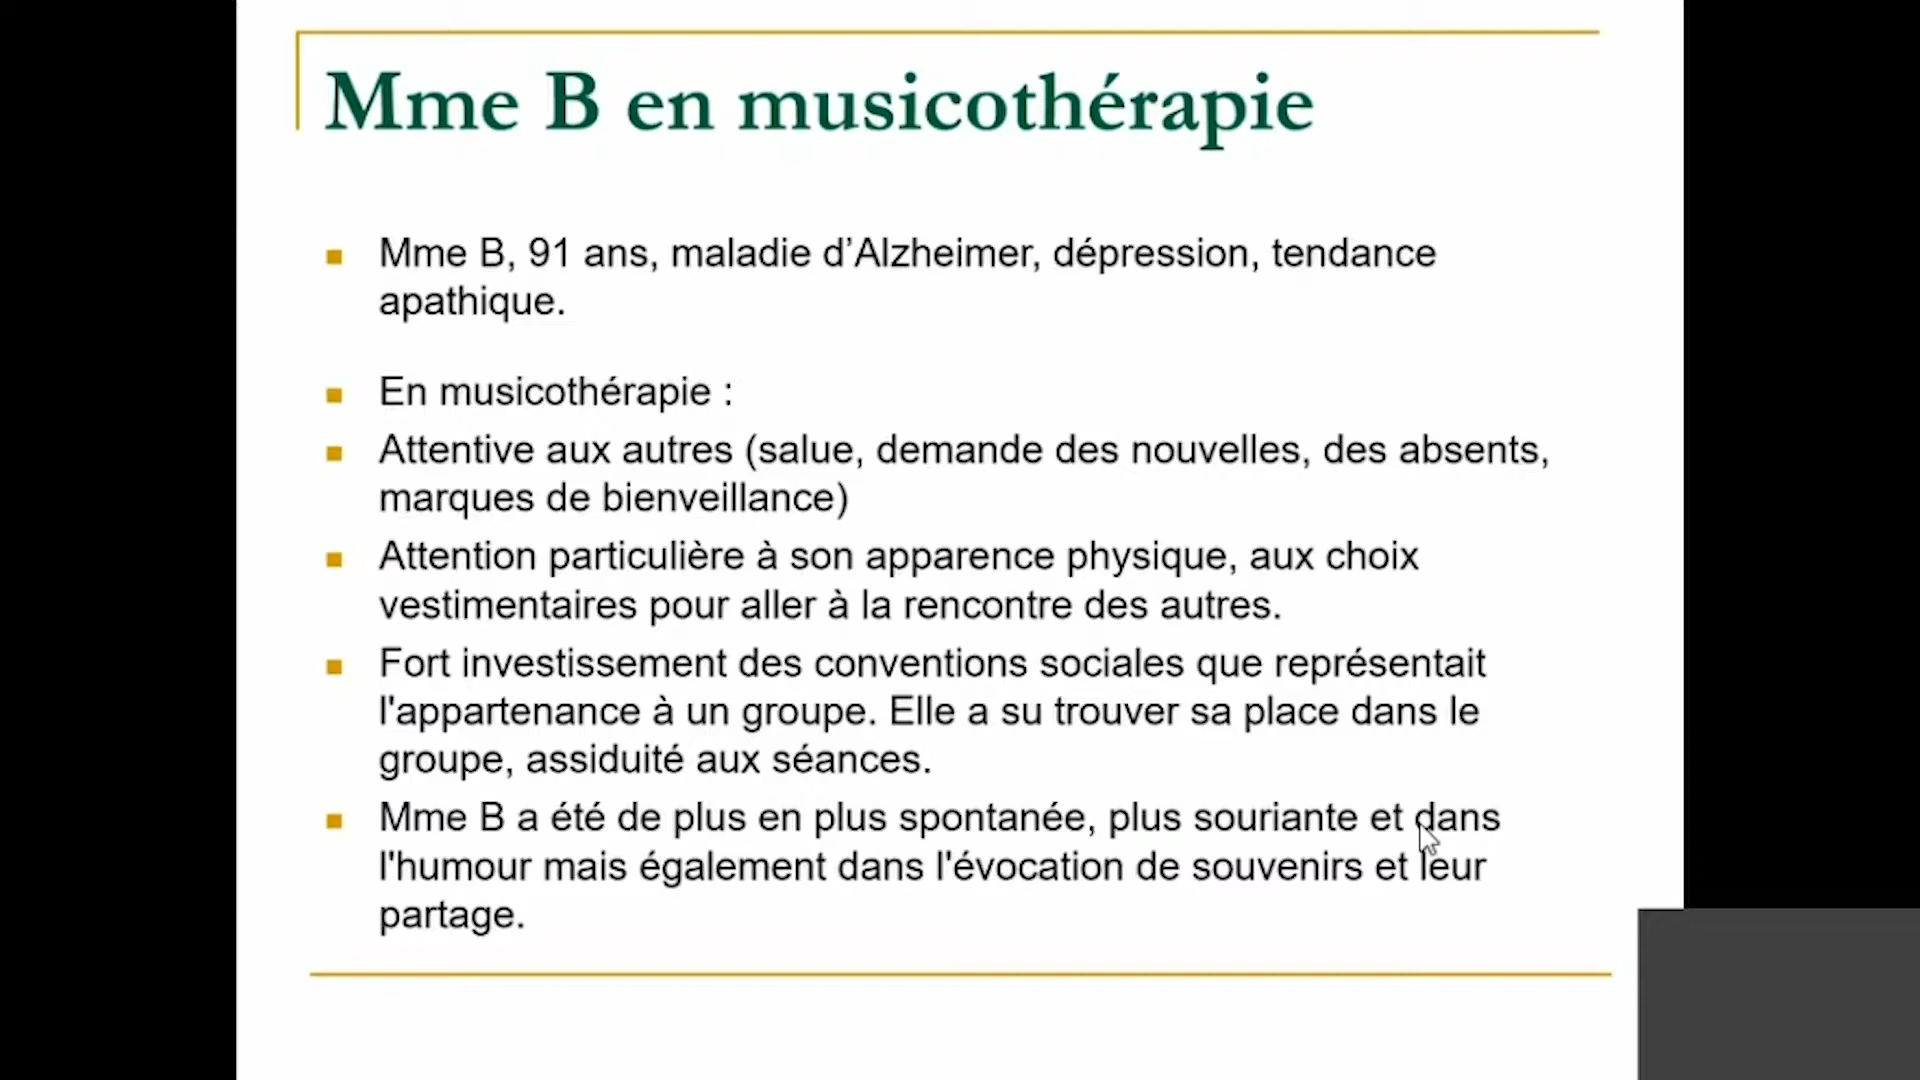 Mme B en musicothérapie
Mme B, 91 ans, maladie d’Alzheimer, dépression, tendance
apathique.
En musicothérapie :
Attentive aux autres (salue, demande des nouvelles, des absents,
marques de bienveillance)
Attention particulière à son apparence physique, aux choix
vestimentaires pour aller à la rencontre des autres.
Fort investissement des conventions sociales que représentait
l'appartenance à un groupe. Elle a su trouver sa place dans le
groupe, assiduité aux séances.
Mme B a été de plus en plus spontanée, plus souriante et dans
l'humour mais également dans l'évocation de souvenirs et leur
partage.